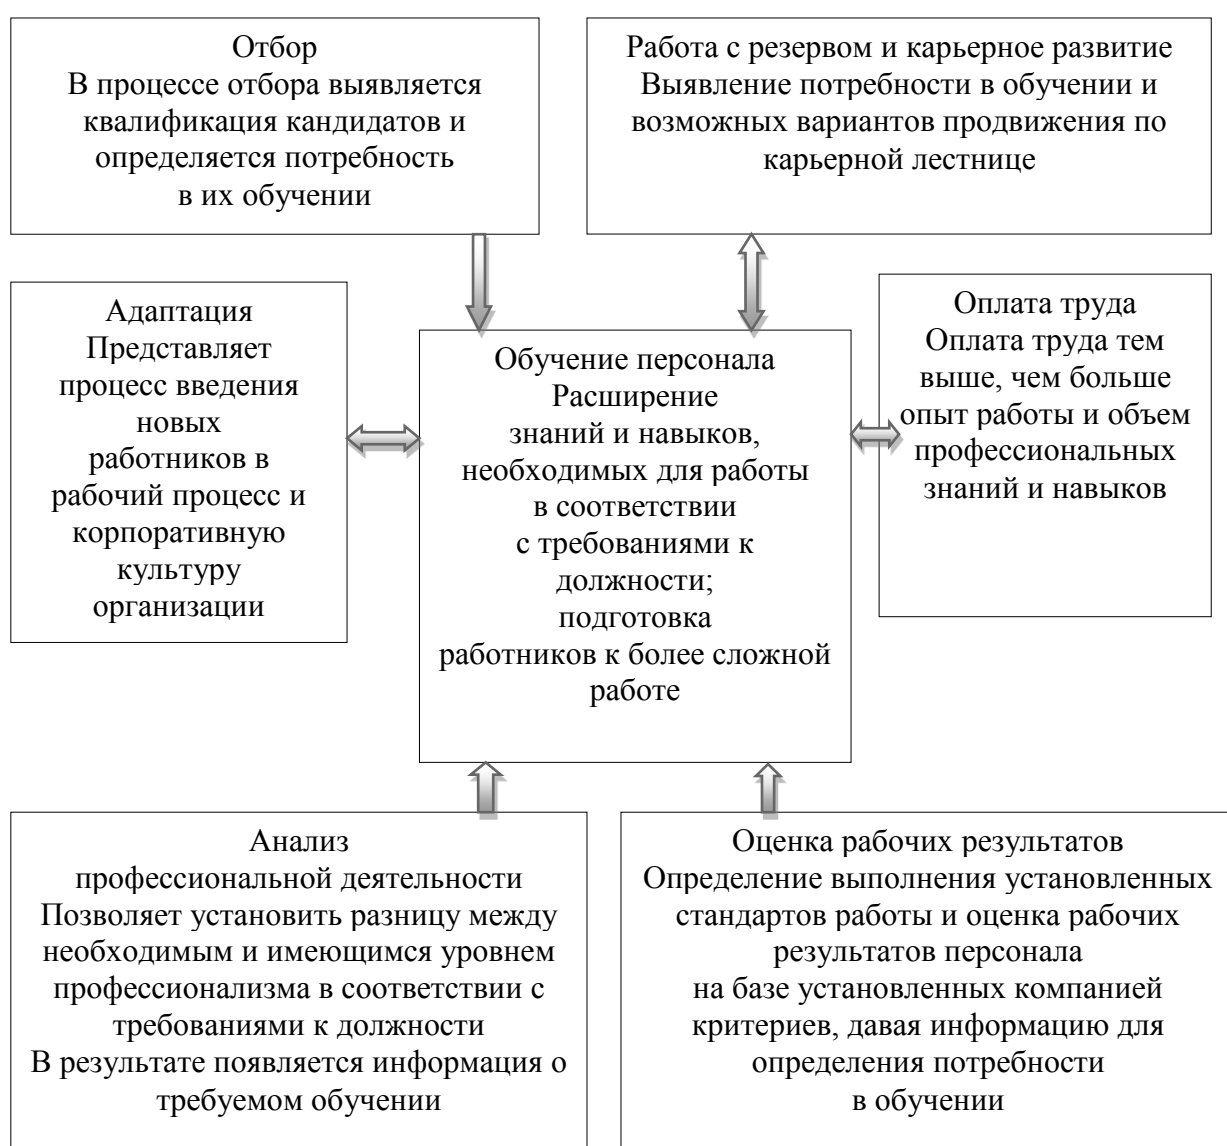 Отбор
В процессе отбора выявляется
квалификация кандидатов и
определяется потребность
в их обучении
Работа с резервом и карьерное развитие
Выявление потребности в обучении и
возможных вариантов продвижения по
карьерной лестнице
Адаптация
Представляет
процесс введения
новых
работников в
рабочий процесс и
корпоративную
культуру
организации
Обучение персонала
Расширение
знаний и навыков,
необходимых для работы
в соответствии
с требованиями к
должности;
подготовка
работников к более сложной
работе
Оплата труда
Оплата труда тем
выше, чем больше
опыт работы и объем
профессиональных
знаний и навыков
Анализ
профессиональной деятельности
Позволяет установить разницу между
необходимым и имеющимся уровнем
профессионализма в соответствии с
требованиями к должности
В результате появляется информация о
требуемом обучении
Оценка рабочих результатов
Определение выполнения установленных
стандартов работы и оценка рабочих
результатов персонала
на базе установленных компанией
критериев, давая информацию для
определения потребности
в обучении